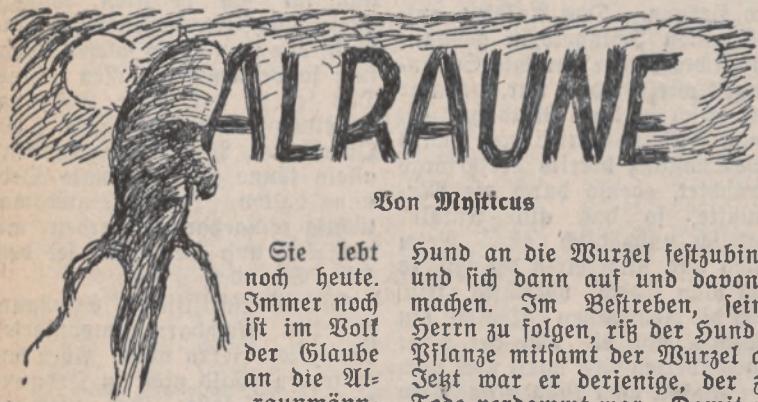 ALRAUNE
Von Mysticus
Sie lebt
noch heute.
Immer noch
ist im Volk
der Glaube
an die Al-
Hund an die Wurzel festzubin
und sich dann auf und davon
machen. Im Bestreben, sein
Herrn zu folgen, riß der Hund
Pflanze mitsamt der Wurzel
Jetzt war er derjenige, der